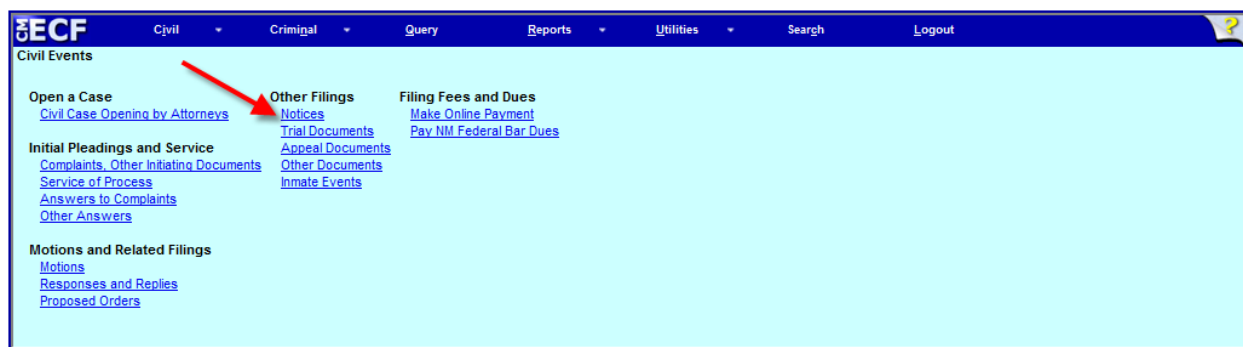 CM ECF Civil Criminal Query Reports Utilities Search Logout ?
Civil Events
Open a Case
Civil Case Opening by Attorneys
Initial Pleadings and Service
Complaints, Other Initiating Documents
Service of Process
Answers to Complaints
Other Answers
Motions and Related Filings
Motions
Responses and Replies
Proposed Orders
Other Filings
Notices
Trial Documents
Appeal Documents
Other Documents
Inmate Events
Filing Fees and Dues
Make Online Payment
Pay NM Federal Bar Dues